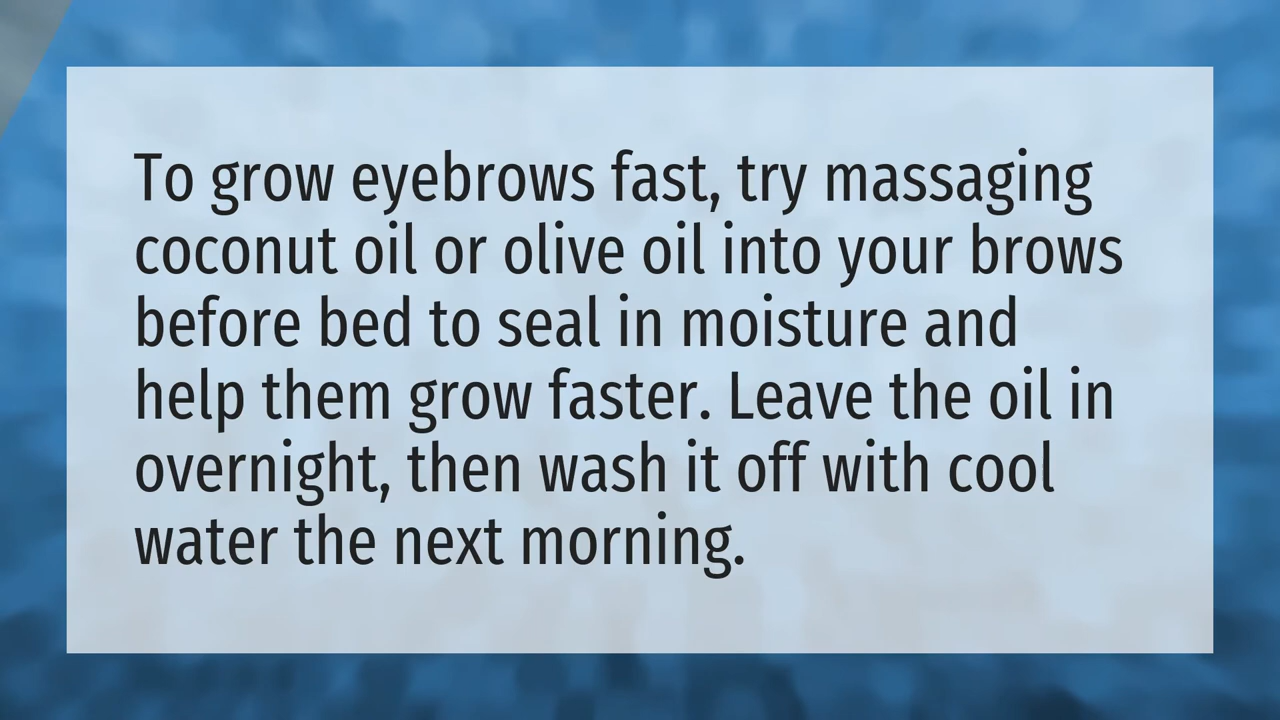 To grow eyebrows fast, try massaging
coconut oil or olive oil into your brows
before bed to seal in moisture and
help them grow faster. Leave the oil in
overnight, then wash it off with cool
water the next morning.